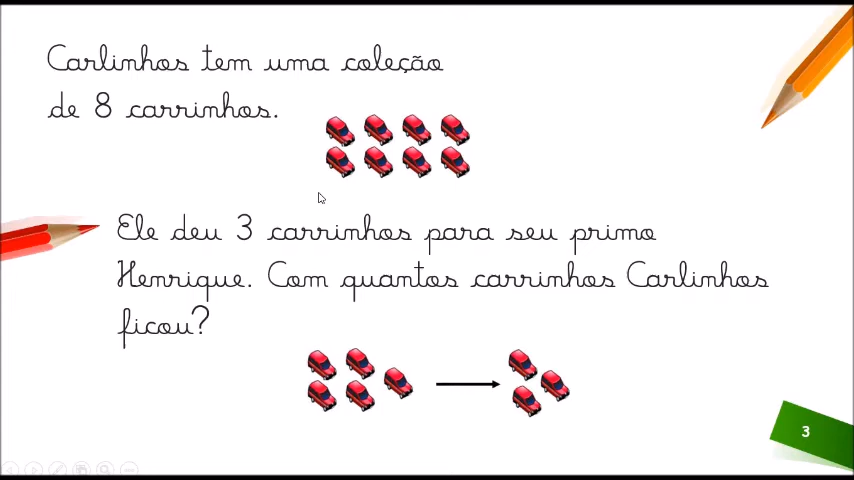 Carlinhos tem uma coleção
de 8 carrinhos.
Ele deu 3 carrinhos para seu primo
Henrique. Com quantos carrinhos Carlinhos
ficou?
3